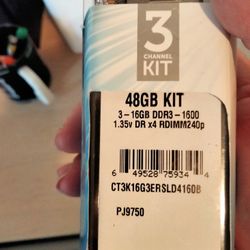 3
CHANNEL
KIT
48GB KIT
3-16GB DDR3-1600
1.35v DR x4 RDIMM240p
6 49528 75934 4
CT3K16G3ERSLD4160B
PJ9750